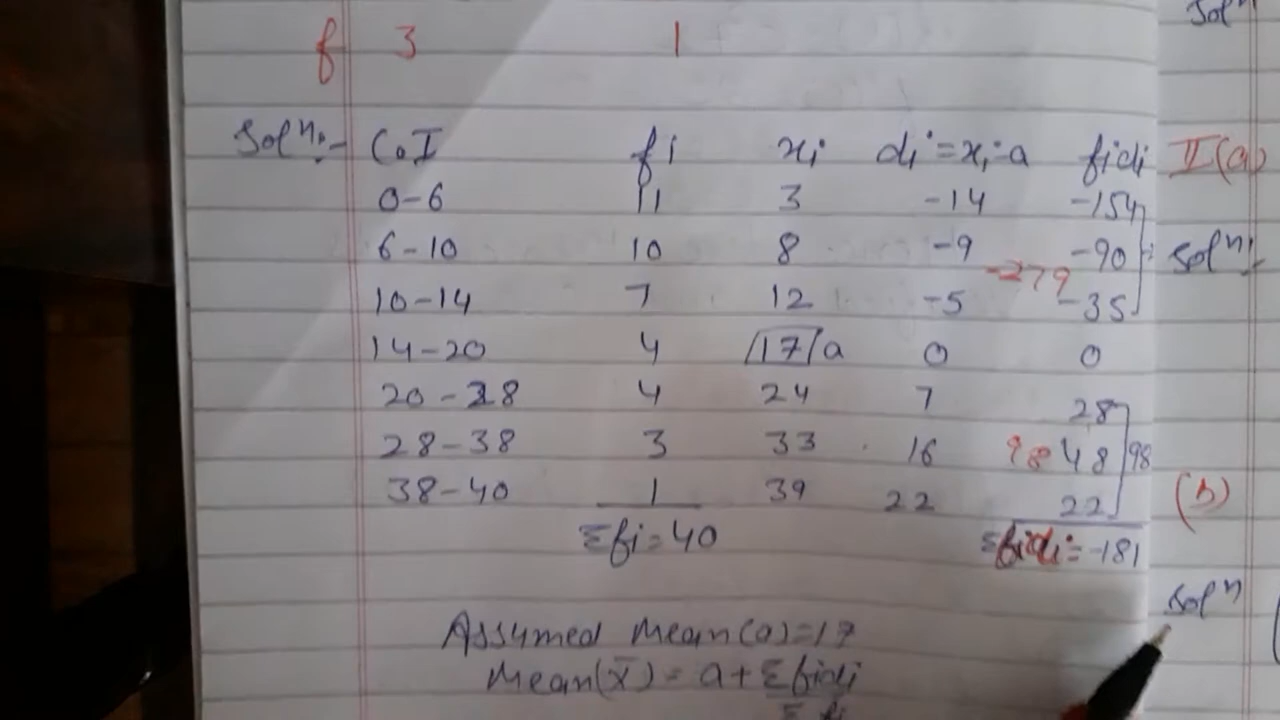 Solⁿ
f 3 1
Solⁿ:- C.I fi xi di = xi-a fidi
0-6 11 3 -14 -154
6-10 10 8 -9 -90
-279
10-14 7 12 -5 -35
14-20 4 17 a 0 0
20-28 4 24 7 28
28-38 3 33 16 98 48 98
38-40 1 39 22 22
Σfi = 40 Σfidi = -181
Assumed Mean(a) = 17
Mean(x̄) = a + Σfidi
Σfi
II(a)
Solⁿ:-
(b)
Solⁿ